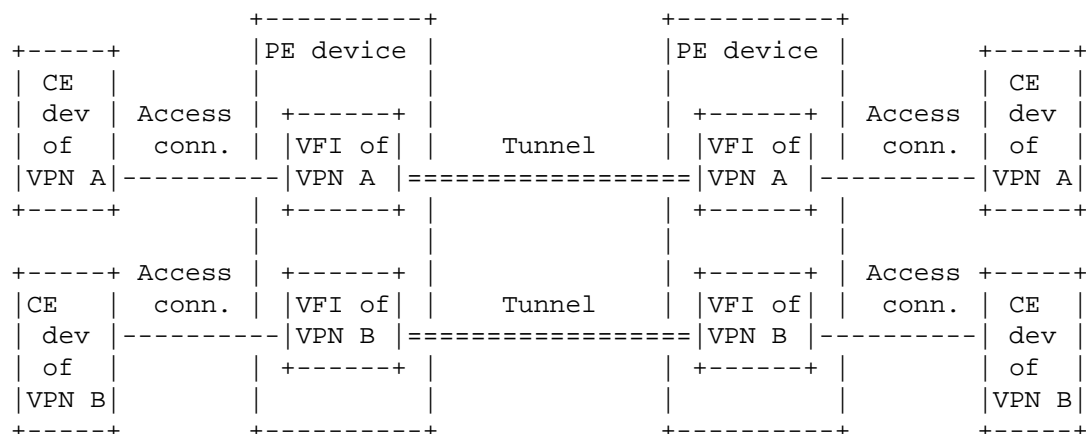 +----------+                +----------+
+-----+        |PE device |                |PE device |        +-----+
| CE  |        |          |                |          |        | CE  |
| dev | Access | +------+ |                | +------+ | Access | dev |
| of  |  conn. | |VFI of| |     Tunnel     | |VFI of| |  conn. | of  |
|VPN A|----------|VPN A |==================|VPN A |----------|VPN A|
+-----+        | +------+ |                | +------+ |        +-----+
               |          |                |          |
+-----+ Access | +------+ |                | +------+ | Access +-----+
|CE   |  conn. | |VFI of| |     Tunnel     | |VFI of| |  conn. | CE  |
| dev |----------|VPN B |==================|VPN B |----------| dev |
| of  |        | +------+ |                | +------+ |        | of  |
|VPN B|        |          |                |          |        |VPN B|
+-----+        +----------+                +----------+        +-----+